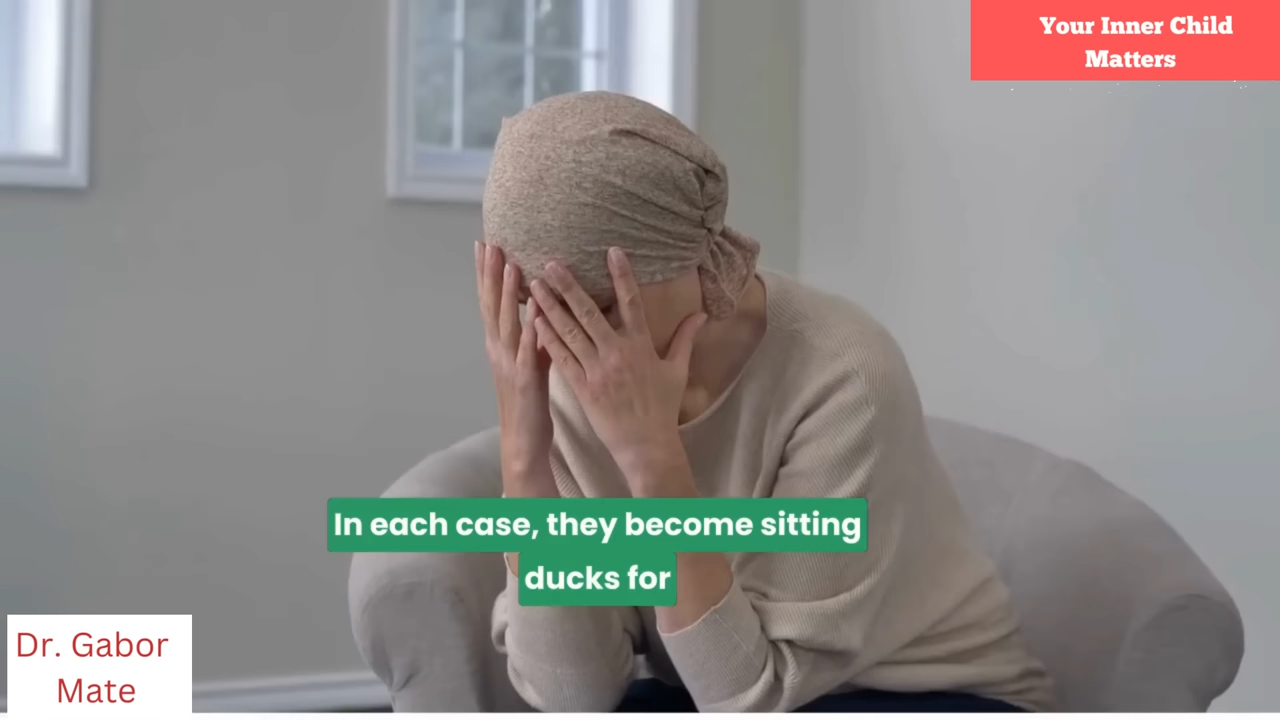 Your Inner Child
Matters
In each case, they become sitting
ducks for
Dr. Gabor
Mate